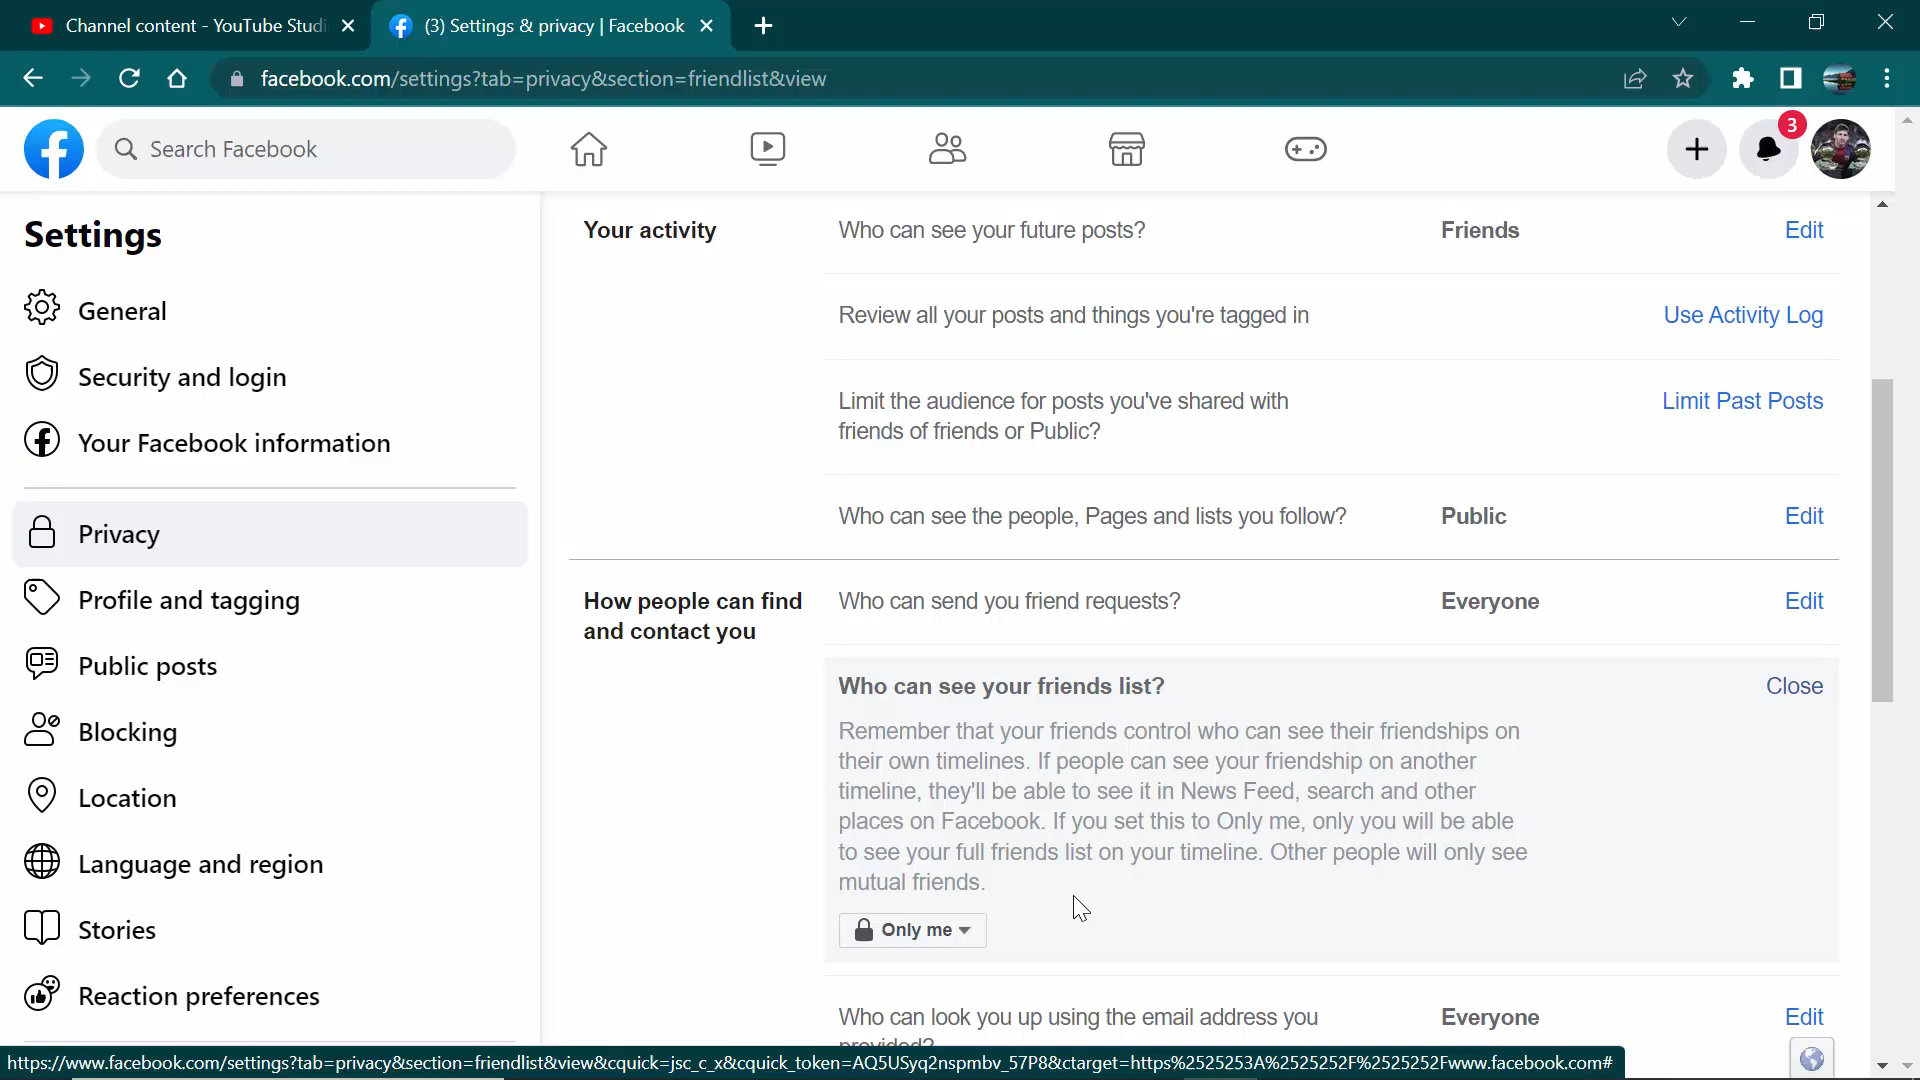 Channel content - YouTube Studi
(3) Settings & privacy | Facebook
facebook.com/settings?tab=privacy&section=friendlist&view
Search Facebook
3
Settings
General
Security and login
Your Facebook information
Privacy
Profile and tagging
Public posts
Blocking
Location
Language and region
Stories
Reaction preferences
Your activity
Who can see your future posts?
Friends
Edit
Review all your posts and things you're tagged in
Use Activity Log
Limit the audience for posts you've shared with
friends of friends or Public?
Limit Past Posts
Who can see the people, Pages and lists you follow?
Public
Edit
How people can find
and contact you
Who can send you friend requests?
Everyone
Edit
Who can see your friends list?
Close
Remember that your friends control who can see their friendships on
their own timelines. If people can see your friendship on another
timeline, they'll be able to see it in News Feed, search and other
places on Facebook. If you set this to Only me, only you will be able
to see your full friends list on your timeline. Other people will only see
mutual friends.
Only me
Who can look you up using the email address you
provided?
Everyone
Edit
https://www.facebook.com/settings?tab=privacy&section=friendlist&view&cquick=jsc_c_x&cquick_token=AQ5USyq2nspmbv_57P8&ctarget=https%2525253A%2525252F%2525252Fwww.facebook.com#